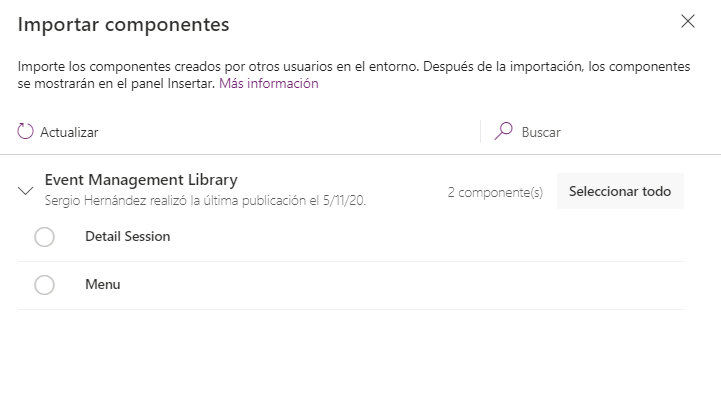 Importar componentes
Importe los componentes creados por otros usuarios en el entorno. Después de la importación, los componentes
se mostrarán en el panel Insertar. Más información
Actualizar
Buscar
Event Management Library
Sergio Hernández realizó la última publicación el 5/11/20.
2 componente(s)
Seleccionar todo
Detail Session
Menu